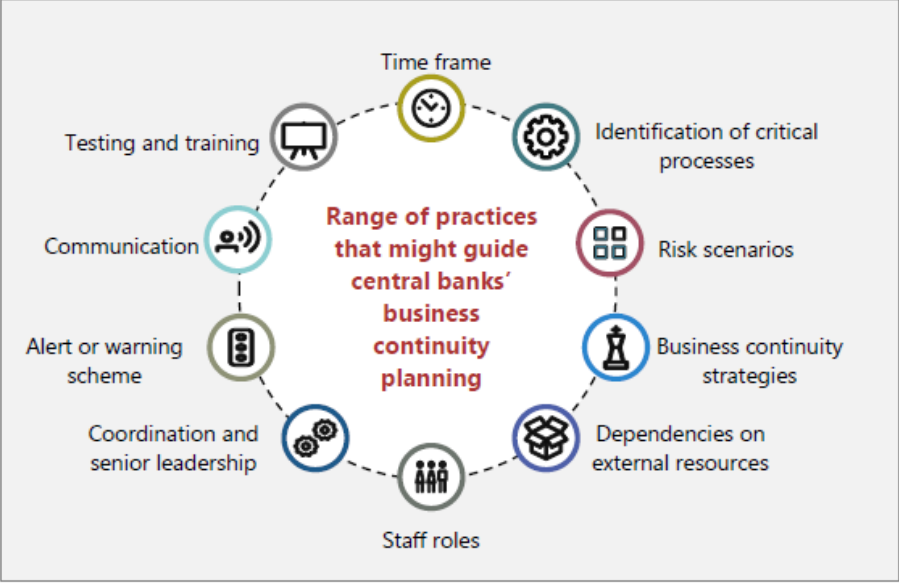 Time frame
Identification of critical
processes
Risk scenarios
Business continuity
strategies
Dependencies on
external resources
Staff roles
Coordination and
senior leadership
Alert or warning
scheme
Communication
Testing and training
Range of practices
that might guide
central banks’
business
continuity
planning